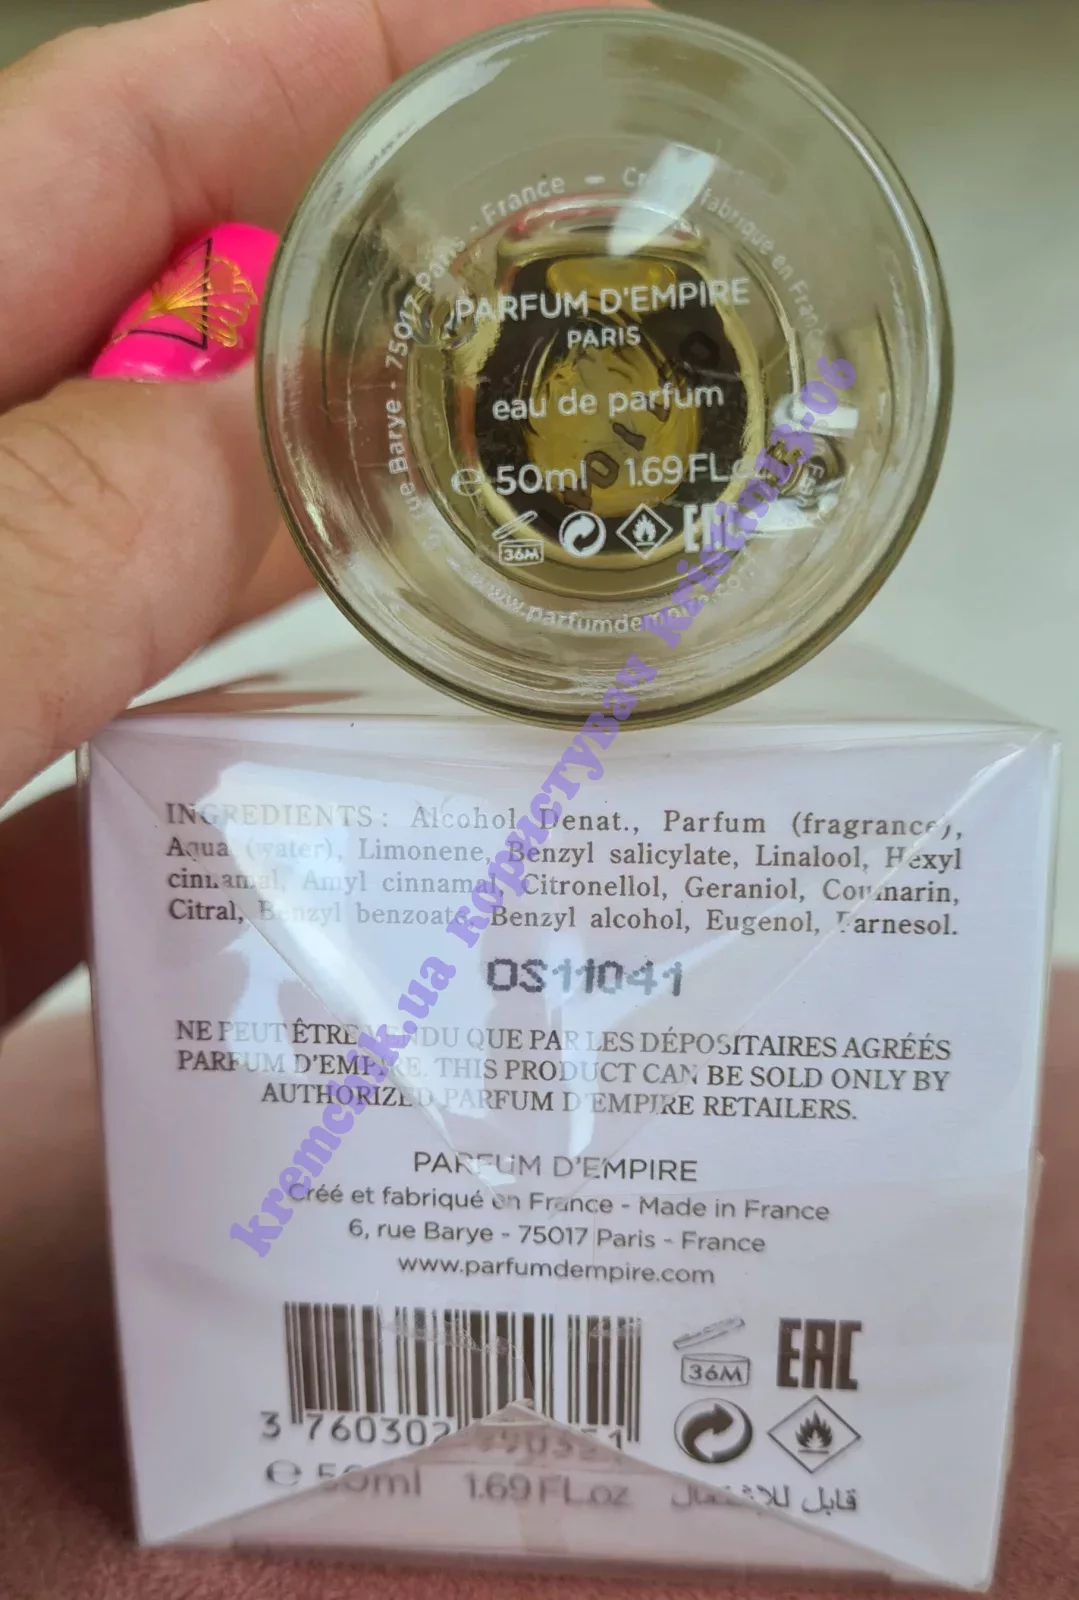 6, rue Barye - 75017 Paris - France - Créé et fabriqué en France
PARFUM D'EMPIRE
PARIS
eau de parfum
e 50ml 1.69 FL.
36M
EAC
www.parfumdempire.com
kremchik.ua користувач kristin13-06
INGREDIENTS : Alcohol Denat., Parfum (fragrance),
Aqua (water), Limonene, Benzyl salicylate, Linalool, Hexyl
cinnamal, Amyl cinnamal, Citronellol, Geraniol, Coumarin,
Citral, Benzyl benzoate, Benzyl alcohol, Eugenol, Farnesol.
OS11041
NE PEUT ÊTRE VENDU QUE PAR LES DÉPOSITAIRES AGRÉÉS
PARFUM D'EMPIRE. THIS PRODUCT CAN BE SOLD ONLY BY
AUTHORIZED PARFUM D'EMPIRE RETAILERS.
PARFUM D'EMPIRE
Créé et fabriqué en France - Made in France
6, rue Barye - 75017 Paris - France
www.parfumdempire.com
36M
EAC
3 760302
e 50ml 1.69 FL.oz قابل للاشتعال